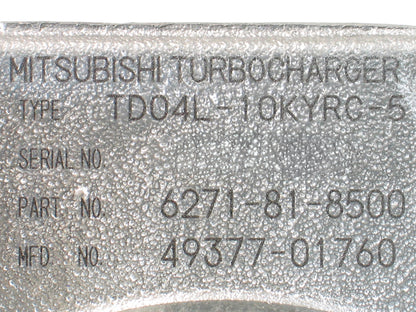 MITSUBISHI TURBOCHARGER
TYPE TD04L-10KYRC-5
SERIAL NO.
PART. NO. 6271-81-8500
MFD NO. 49377-01760